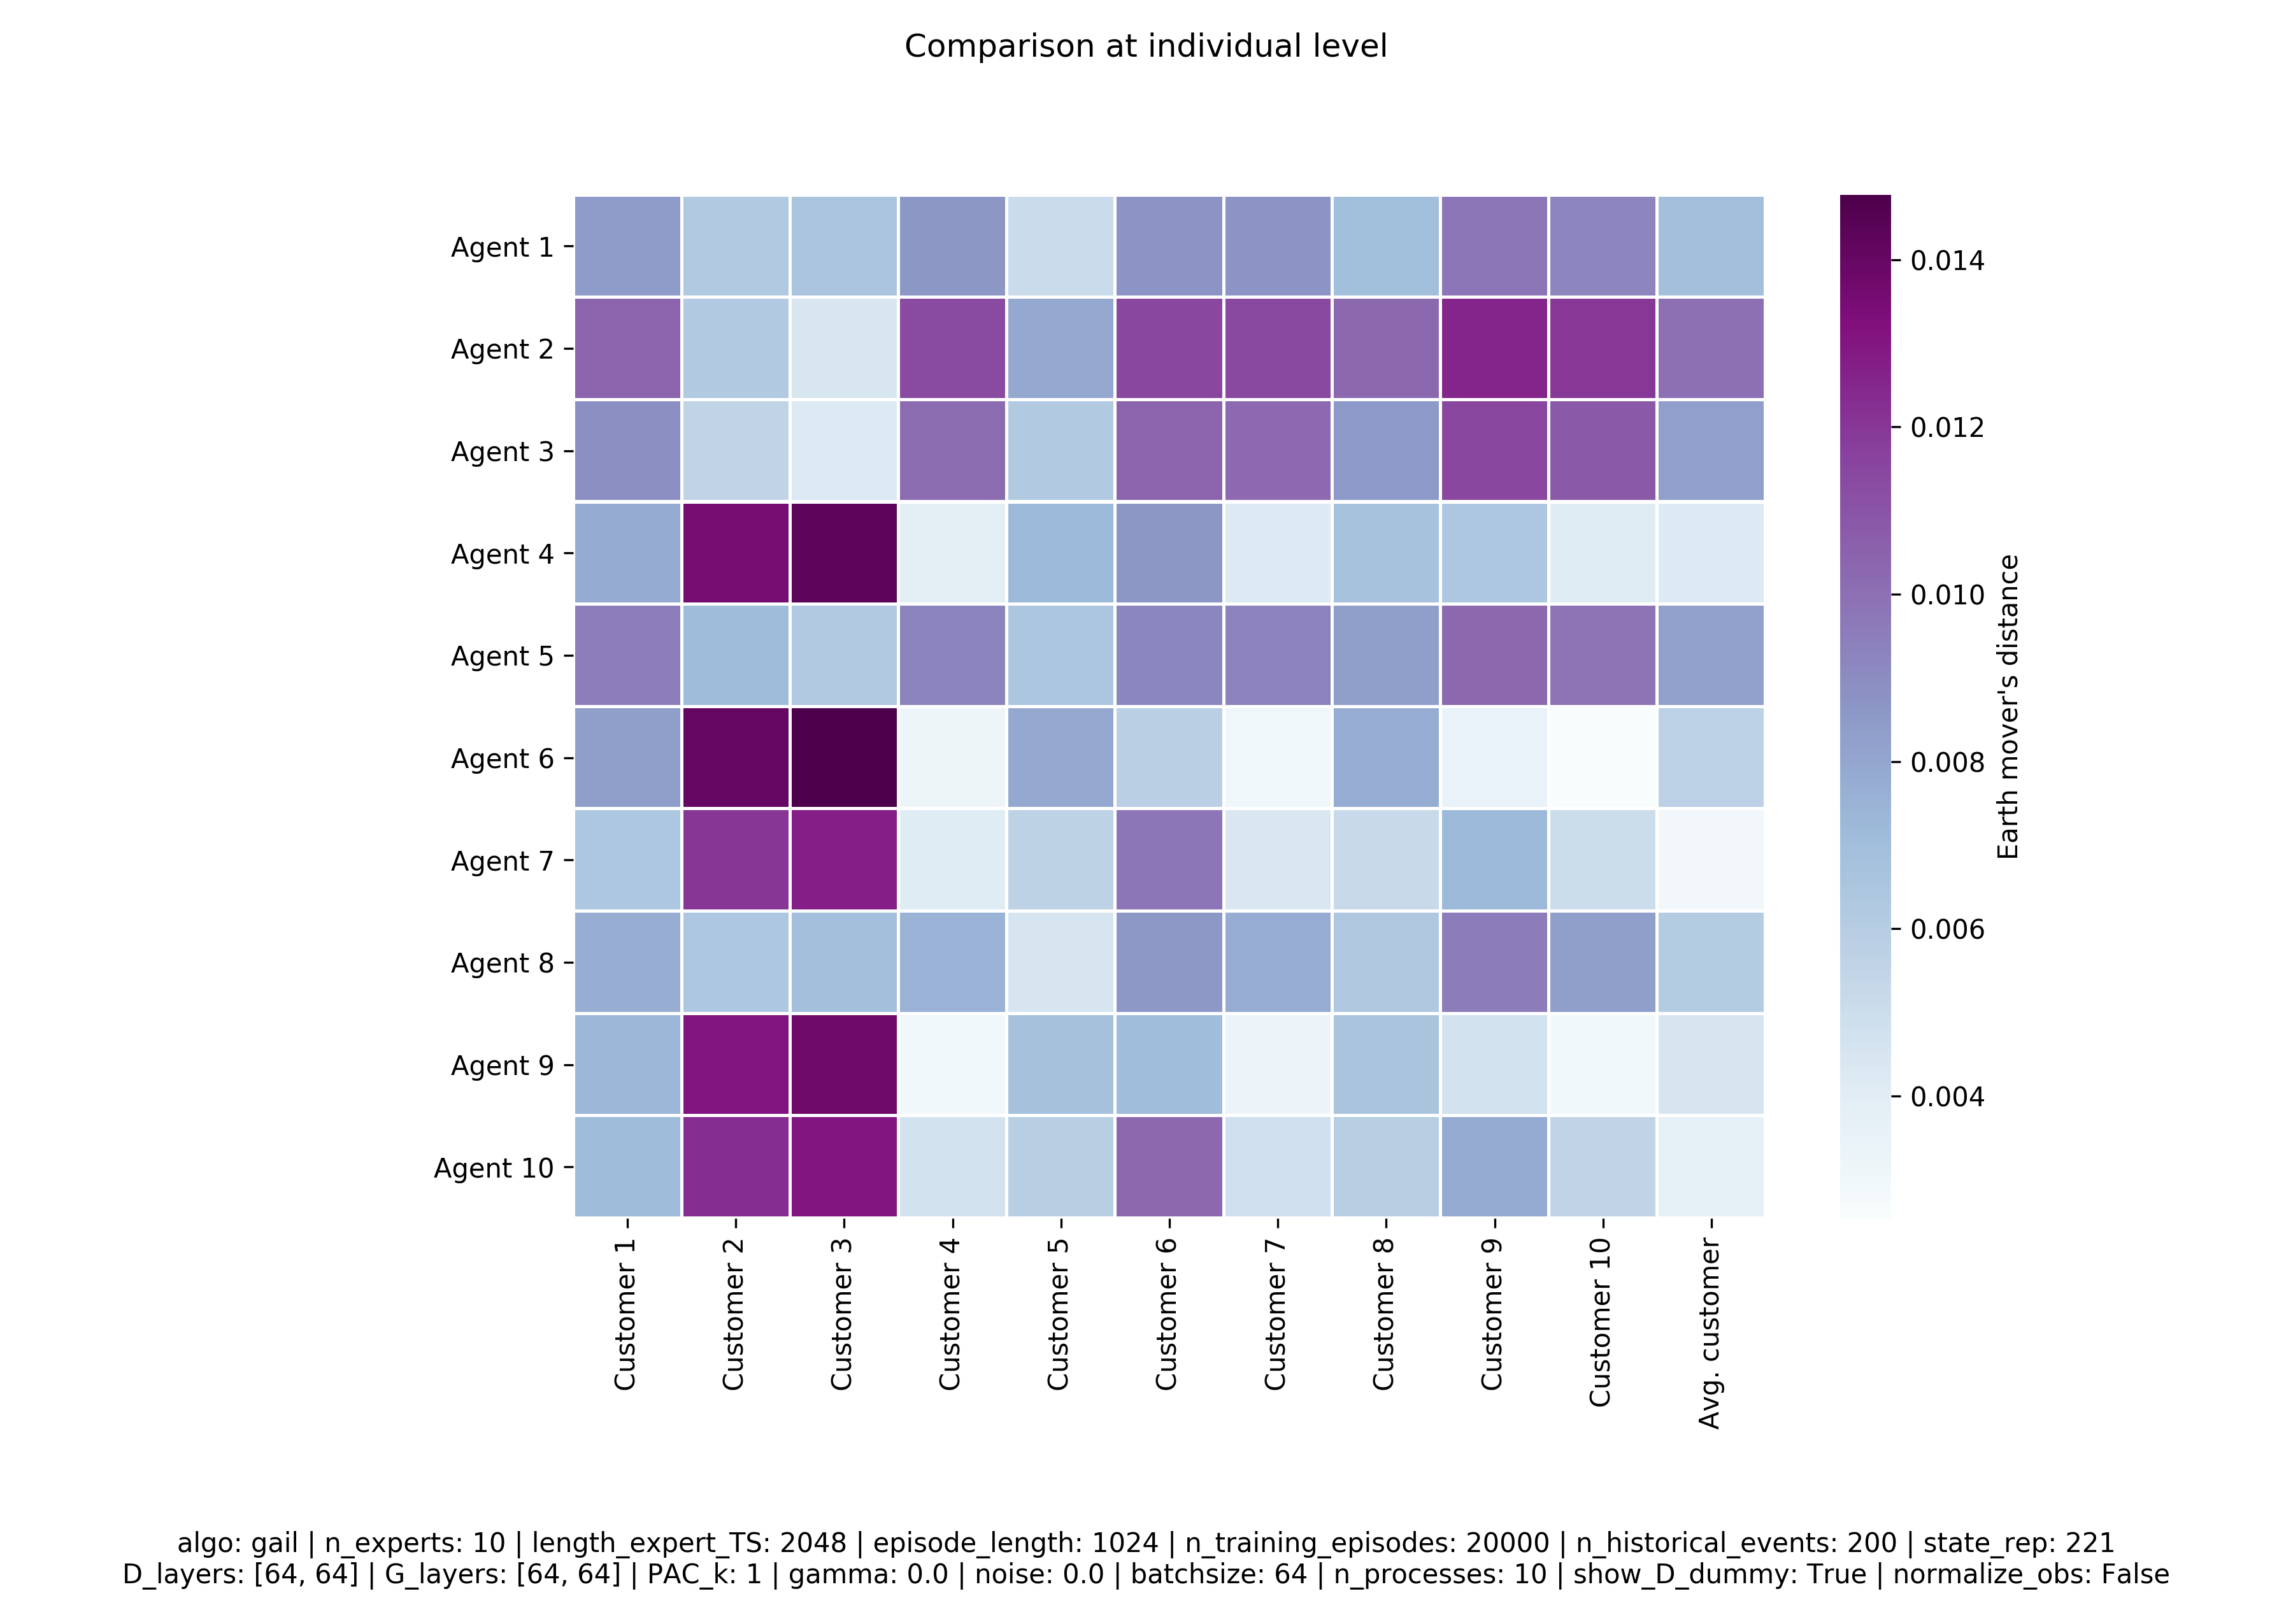 Comparison at individual level
Agent 1
Agent 2
Agent 3
Agent 4
Agent 5
Agent 6
Agent 7
Agent 8
Agent 9
Agent 10
Customer 1
Customer 2
Customer 3
Customer 4
Customer 5
Customer 6
Customer 7
Customer 8
Customer 9
Customer 10
Avg. customer
0.014
0.012
0.010
0.008
0.006
0.004
Earth mover's distance
algo: gail | n_experts: 10 | length_expert_TS: 2048 | episode_length: 1024 | n_training_episodes: 20000 | n_historical_events: 200 | state_rep: 221
D_layers: [64, 64] | G_layers: [64, 64] | PAC_k: 1 | gamma: 0.0 | noise: 0.0 | batchsize: 64 | n_processes: 10 | show_D_dummy: True | normalize_obs: False